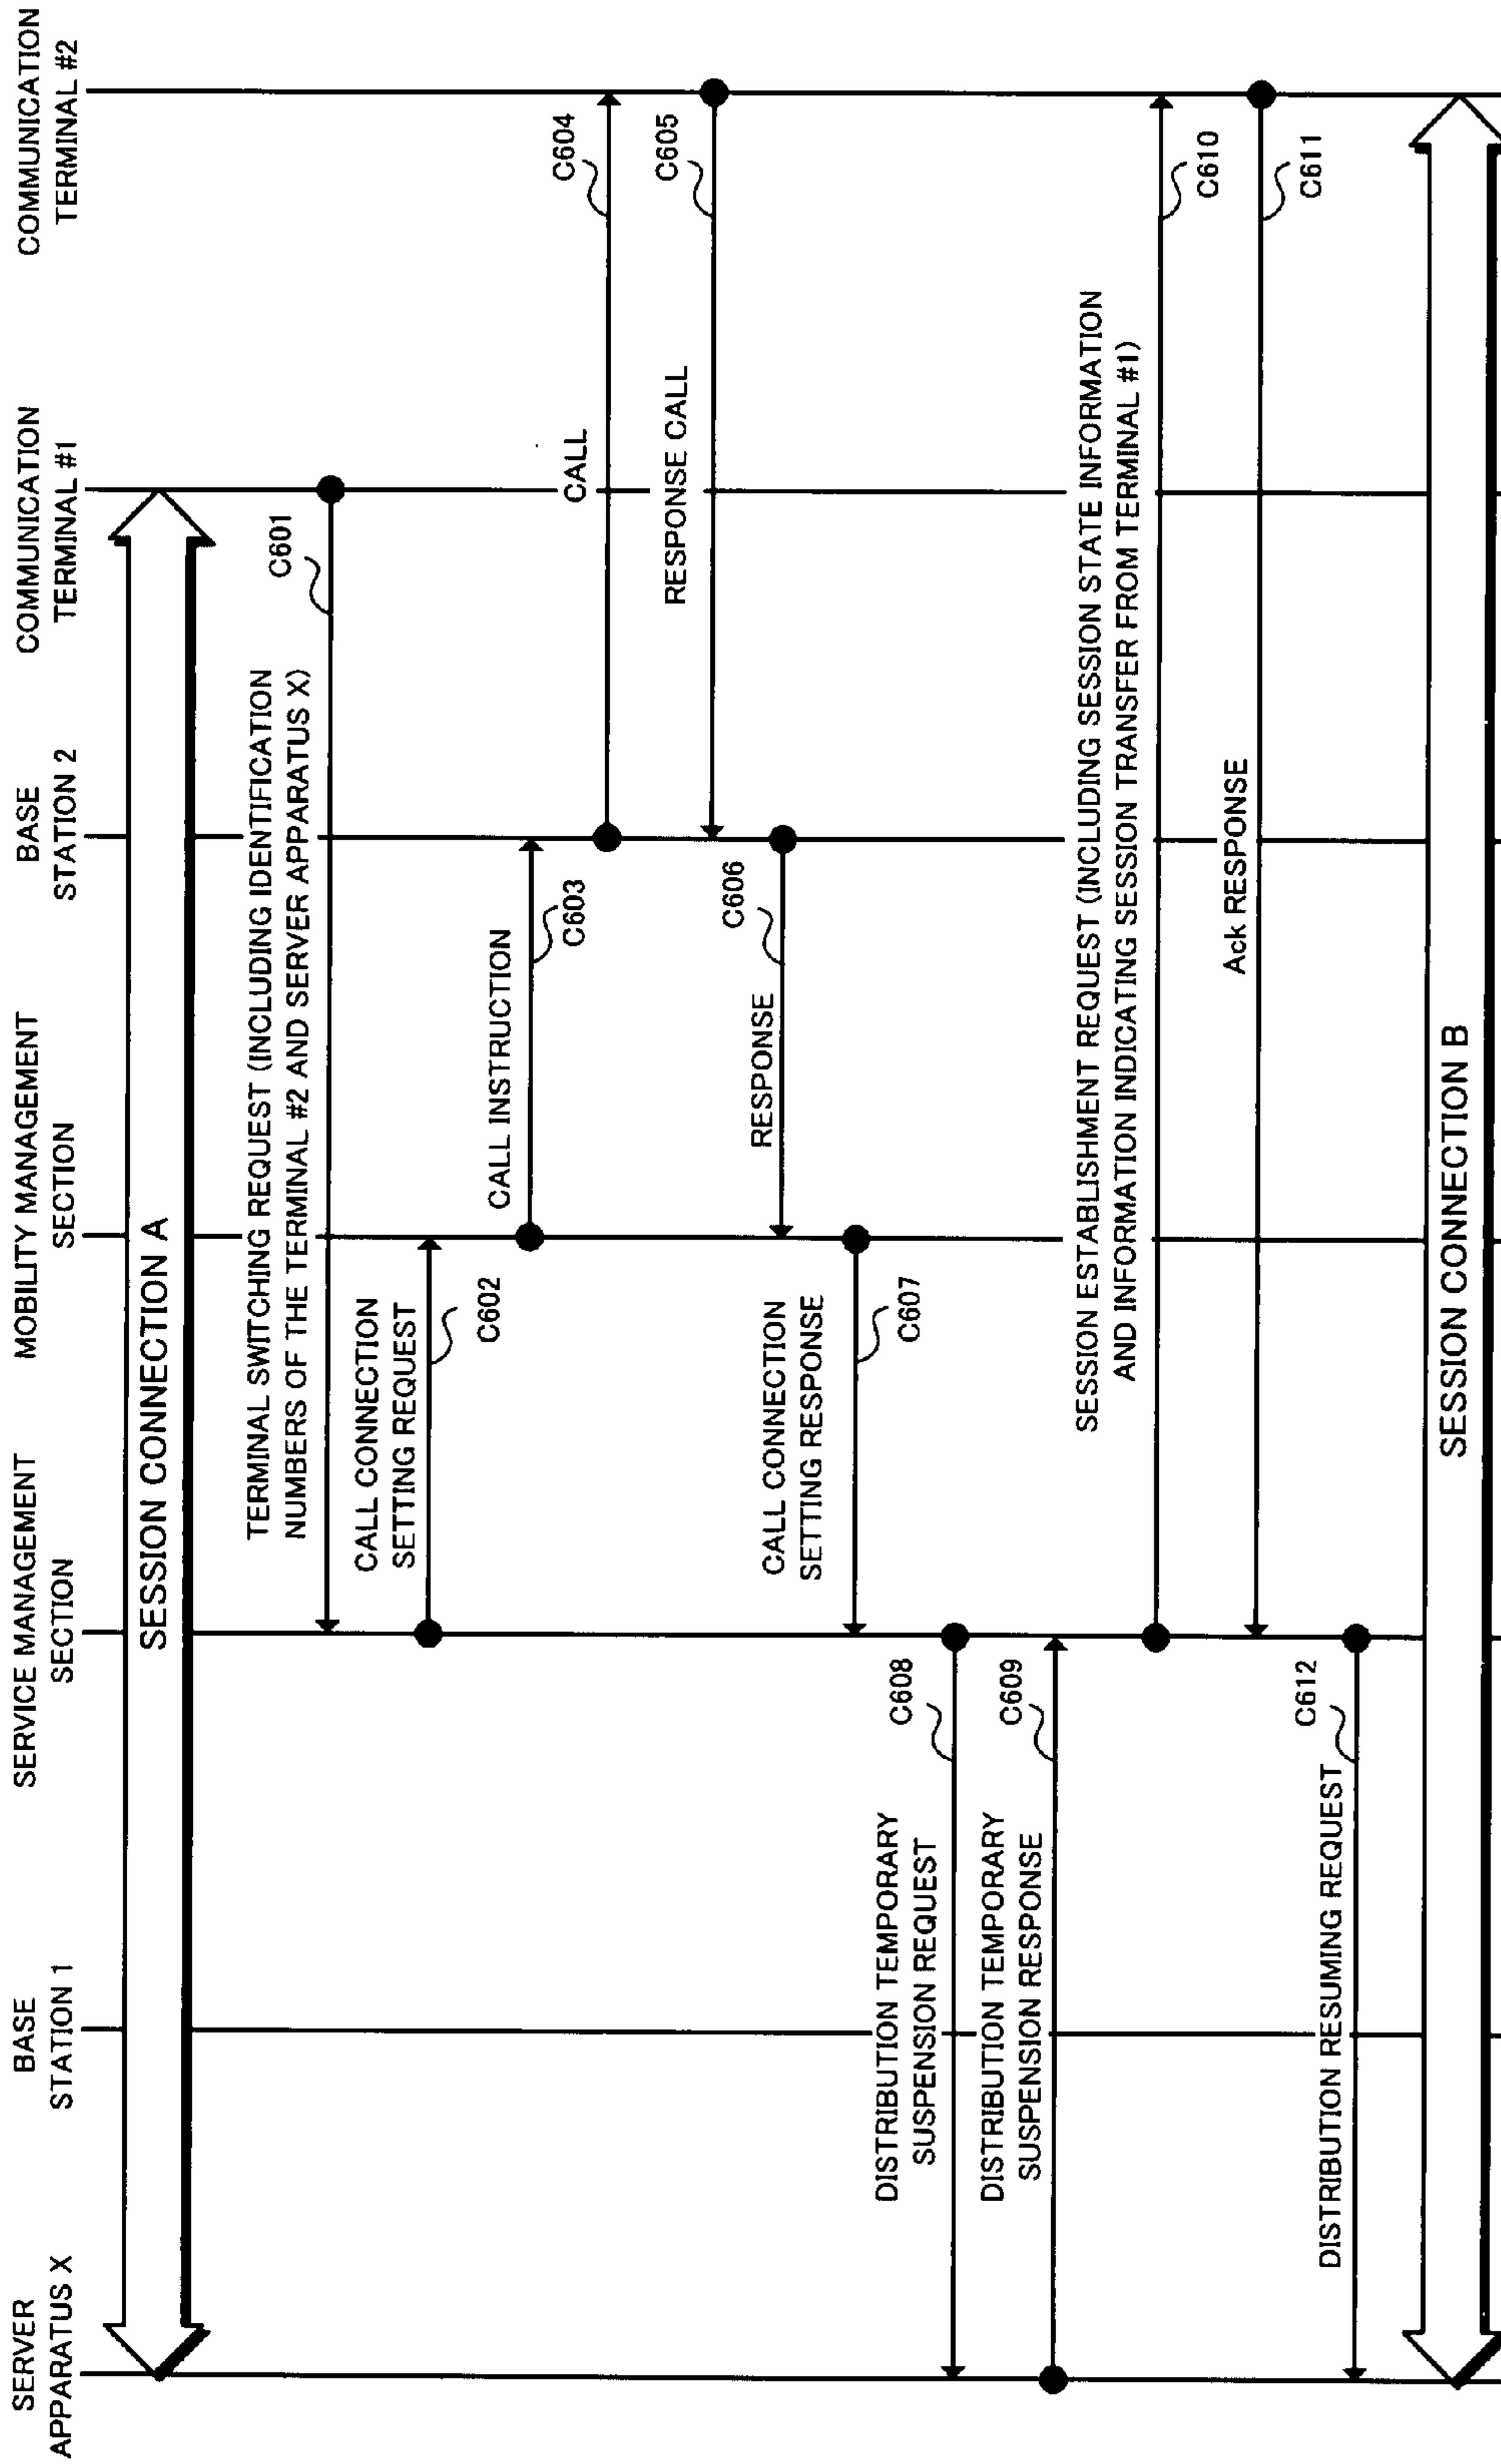 SERVER
APPARATUS X
BASE
STATION 1
SERVICE MANAGEMENT
SECTION
MOBILITY MANAGEMENT
SECTION
BASE
STATION 2
COMMUNICATION
TERMINAL #1
COMMUNICATION
TERMINAL #2
SESSION CONNECTION A
TERMINAL SWITCHING REQUEST (INCLUDING IDENTIFICATION
NUMBERS OF THE TERMINAL #2 AND SERVER APPARATUS X)
C601
CALL CONNECTION
SETTING REQUEST
C602
CALL INSTRUCTION
C603
CALL
C604
RESPONSE CALL
C605
RESPONSE
C606
CALL CONNECTION
SETTING RESPONSE
C607
DISTRIBUTION TEMPORARY
SUSPENSION REQUEST
C608
DISTRIBUTION TEMPORARY
SUSPENSION RESPONSE
C609
SESSION ESTABLISHMENT REQUEST (INCLUDING SESSION STATE INFORMATION
AND INFORMATION INDICATING SESSION TRANSFER FROM TERMINAL #1)
C610
Ack RESPONSE
C611
DISTRIBUTION RESUMING REQUEST
C612
SESSION CONNECTION B